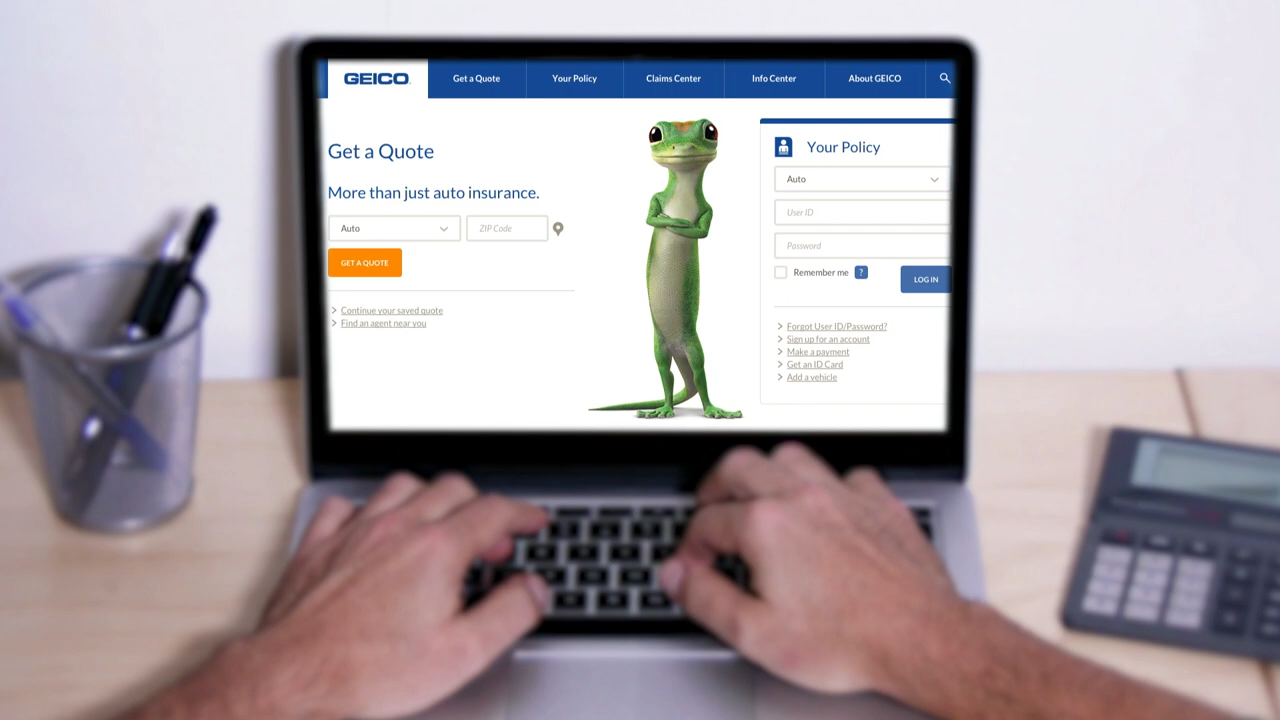 GEICO
Get a Quote
Your Policy
Claims Center
Info Center
About GEICO
Get a Quote
More than just auto insurance.
Auto
ZIP Code
GET A QUOTE
Continue your saved quote
Find an agent near you
Your Policy
Auto
User ID
Password
Remember me ?
LOG IN
Forgot User ID/Password?
Sign up for an account
Make a payment
Get an ID Card
Add a vehicle